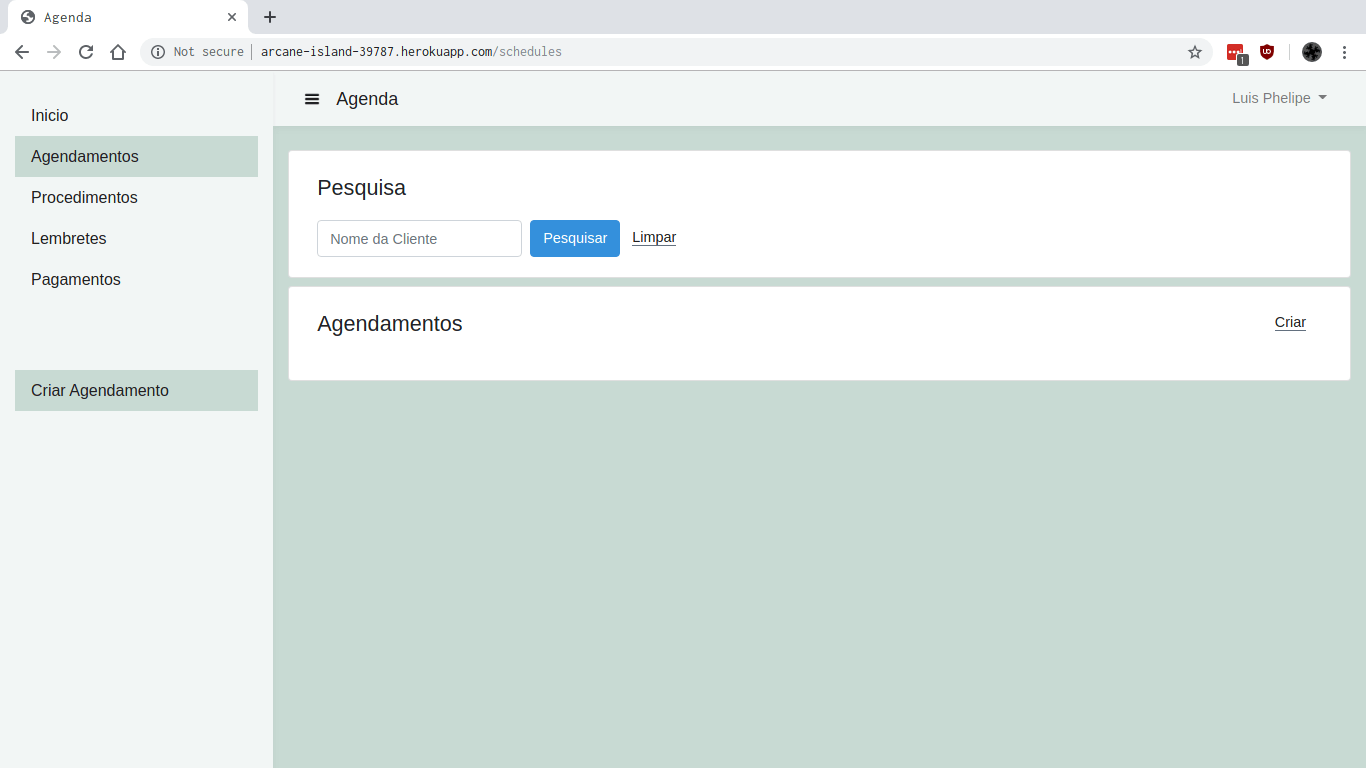 Agenda
Not secure arcane-island-39787.herokuapp.com/schedules
1
Inicio
Agendamentos
Procedimentos
Lembretes
Pagamentos
Criar Agendamento
Agenda
Luis Phelipe
Pesquisa
Nome da Cliente Pesquisar Limpar
Agendamentos Criar